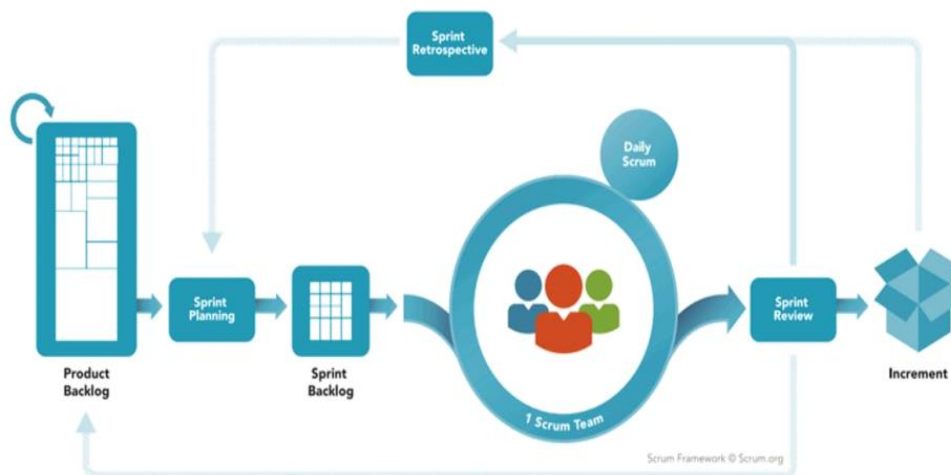 Sprint
Retrospective
Daily
Scrum
Sprint
Planning
Sprint
Review
Product
Backlog
Sprint
Backlog
Increment
1 Scrum Team
Scrum Framework © Scrum.org